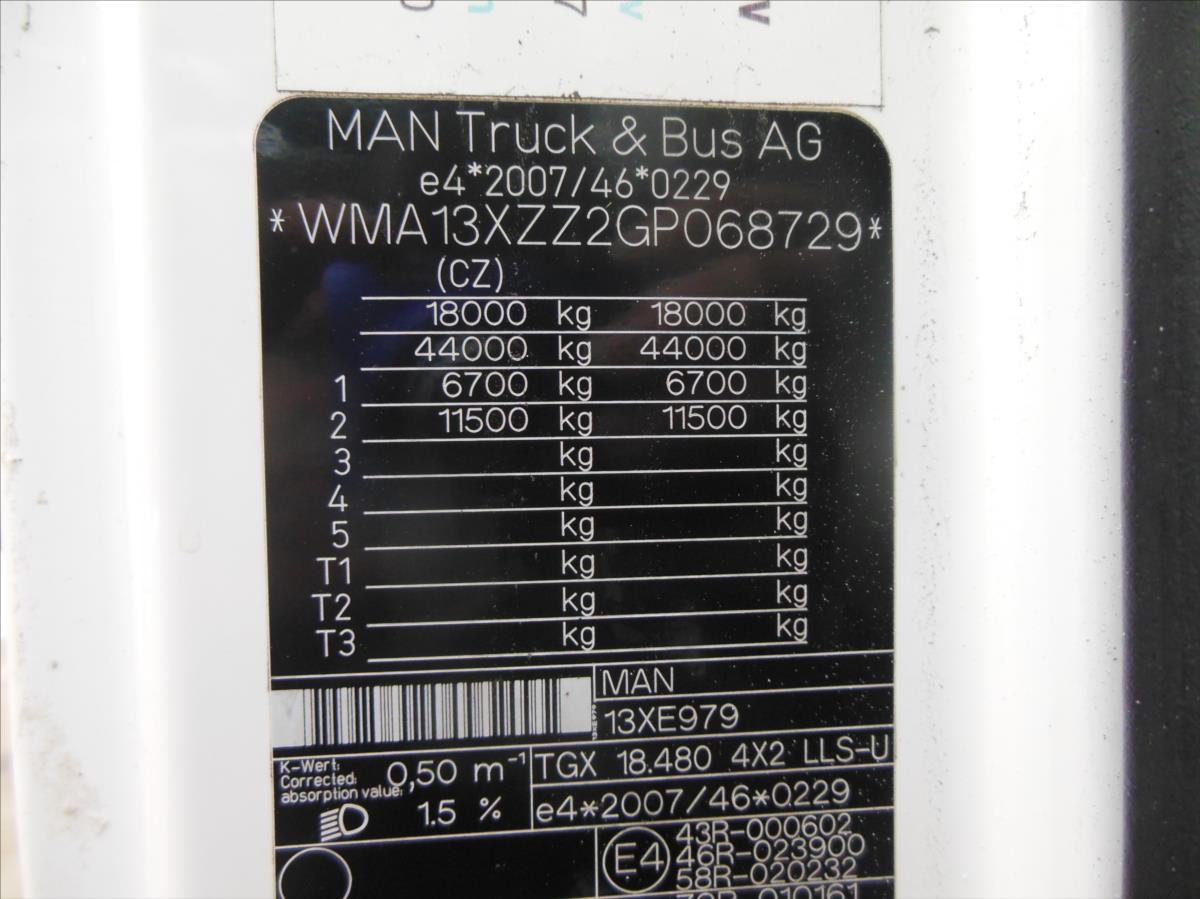 MAN Truck & Bus AG
e4*2007/46*0229
*WMA13XZZ2GP068729*
(CZ)
18000 kg 18000 kg
44000 kg 44000 kg
1 6700 kg 6700 kg
2 11500 kg 11500 kg
3 kg kg
4 kg kg
5 kg kg
T1 kg kg
T2 kg kg
T3 kg kg
MAN
13XE979
13XE979
K-Wert:
Corrected:
absorption value:
0,50 m⁻¹
1.5 %
TGX 18.480 4X2 LLS-U
e4*2007/46*0229
E4
43R-000602
46R-023900
58R-020232